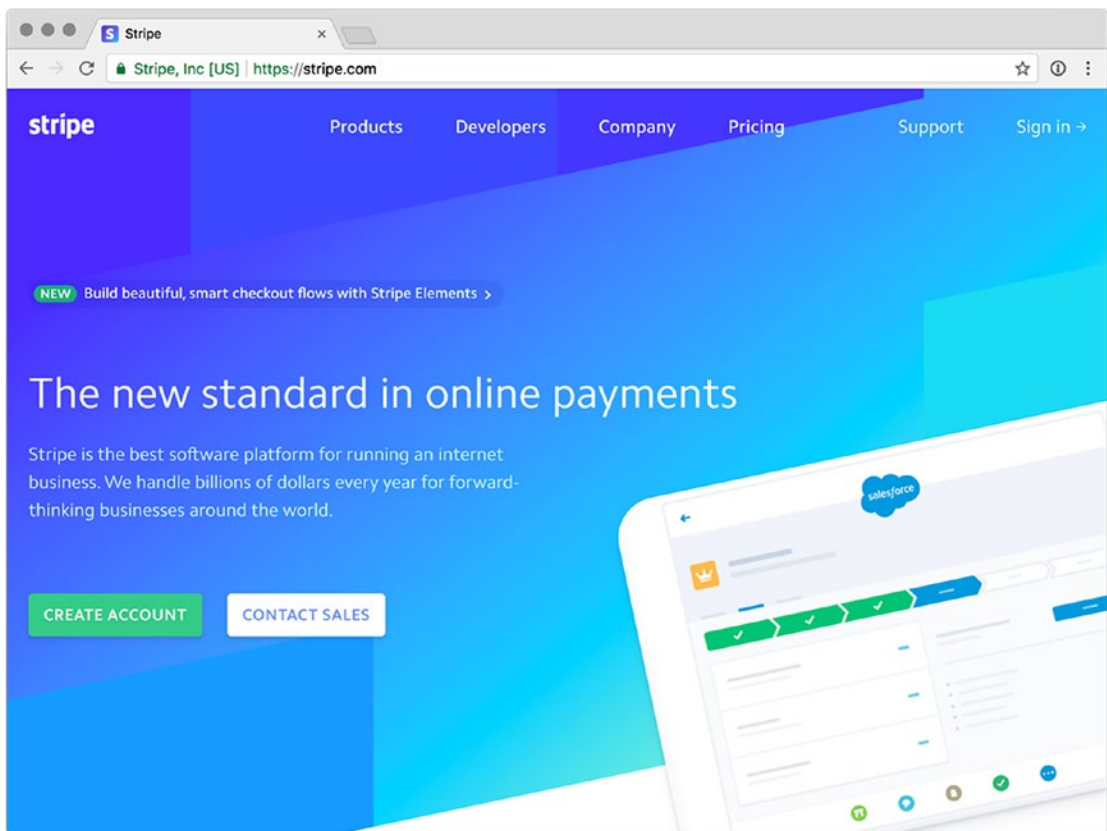 Stripe
Stripe, Inc [US] https://stripe.com
stripe Products Developers Company Pricing Support Sign in →
NEW Build beautiful, smart checkout flows with Stripe Elements >
The new standard in online payments
Stripe is the best software platform for running an internet
business. We handle billions of dollars every year for forward-
thinking businesses around the world.
salesforce
CREATE ACCOUNT CONTACT SALES